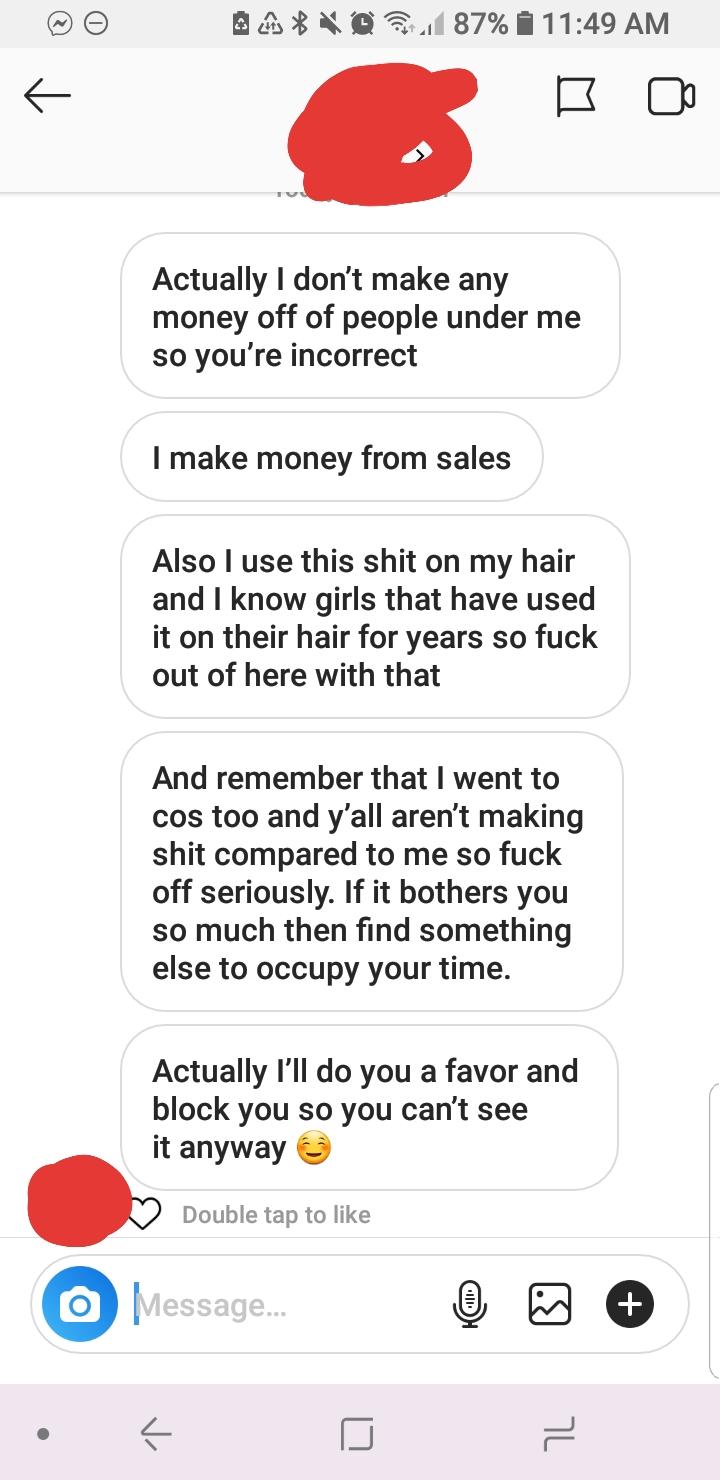 87% 11:49 AM
Actually I don't make any
money off of people under me
so you're incorrect
I make money from sales
Also I use this shit on my hair
and I know girls that have used
it on their hair for years so fuck
out of here with that
And remember that I went to
cos too and y'all aren't making
shit compared to me so fuck
off seriously. If it bothers you
so much then find something
else to occupy your time.
Actually I'll do you a favor and
block you so you can't see
it anyway 😊
Double tap to like
Message...